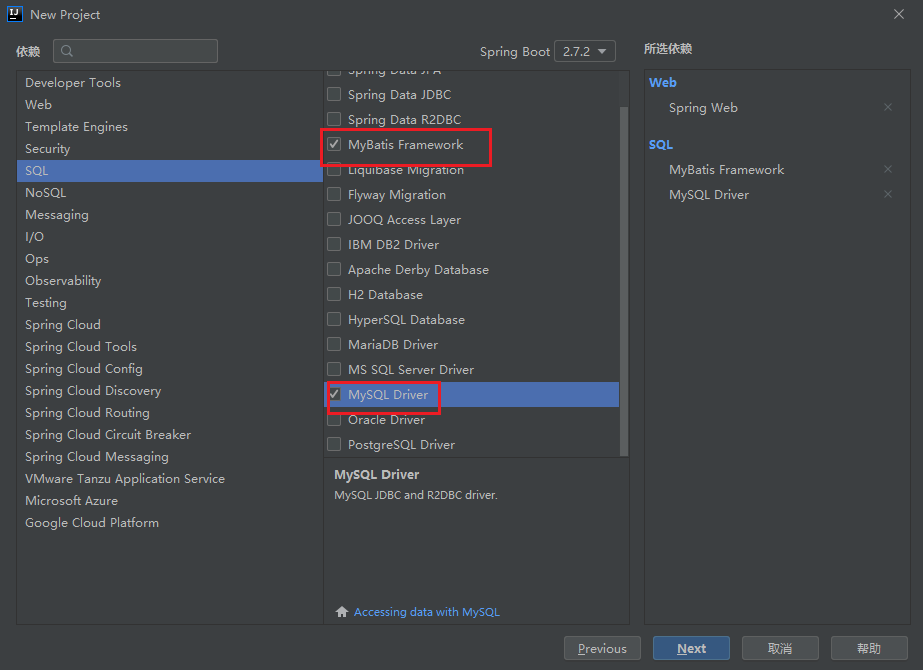 New Project
依赖
Spring Boot 2.7.2
所选依赖
Developer Tools
Web
Template Engines
Security
SQL
NoSQL
Messaging
I/O
Ops
Observability
Testing
Spring Cloud
Spring Cloud Tools
Spring Cloud Config
Spring Cloud Discovery
Spring Cloud Routing
Spring Cloud Circuit Breaker
Spring Cloud Messaging
VMware Tanzu Application Service
Microsoft Azure
Google Cloud Platform
Spring Data JPA
Spring Data JDBC
Spring Data R2DBC
MyBatis Framework
Liquibase Migration
Flyway Migration
JOOQ Access Layer
IBM DB2 Driver
Apache Derby Database
H2 Database
HyperSQL Database
MariaDB Driver
MS SQL Server Driver
MySQL Driver
Oracle Driver
PostgreSQL Driver
MySQL Driver
MySQL JDBC and R2DBC driver.
Accessing data with MySQL
Web
Spring Web
SQL
MyBatis Framework
MySQL Driver
Previous
Next
取消
帮助